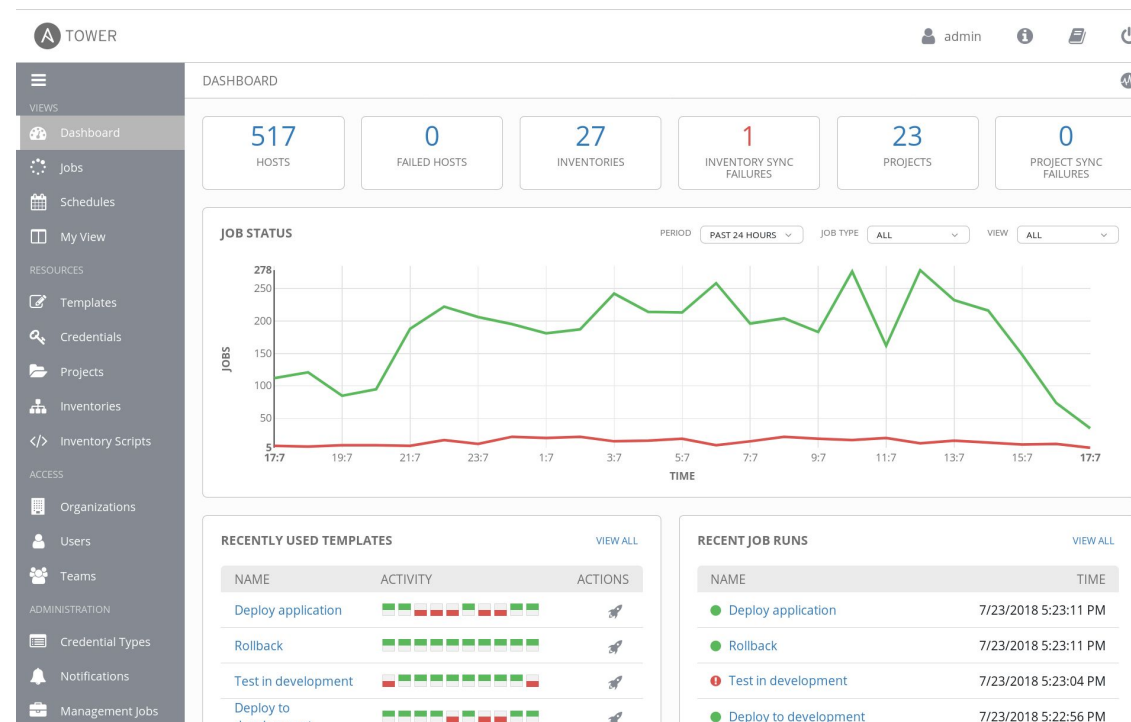 A TOWER
admin
DASHBOARD
VIEWS
Dashboard
Jobs
Schedules
My View
RESOURCES
Templates
Credentials
Projects
Inventories
</> Inventory Scripts
ACCESS
Organizations
Users
Teams
ADMINISTRATION
Credential Types
Notifications
Management Jobs
517
HOSTS
0
FAILED HOSTS
27
INVENTORIES
1
INVENTORY SYNC
FAILURES
23
PROJECTS
0
PROJECT SYNC
FAILURES
JOB STATUS
PERIOD PAST 24 HOURS JOB TYPE ALL VIEW ALL
278
250
200
150
100
50
5
JOBS
17:7 19:7 21:7 23:7 1:7 3:7 5:7 7:7 9:7 11:7 13:7 15:7 17:7
TIME
RECENTLY USED TEMPLATES VIEW ALL
NAME ACTIVITY ACTIONS
Deploy application
Rollback
Test in development
Deploy to
RECENT JOB RUNS VIEW ALL
NAME TIME
Deploy application 7/23/2018 5:23:11 PM
Rollback 7/23/2018 5:23:11 PM
Test in development 7/23/2018 5:23:04 PM
Deploy to development 7/23/2018 5:22:56 PM